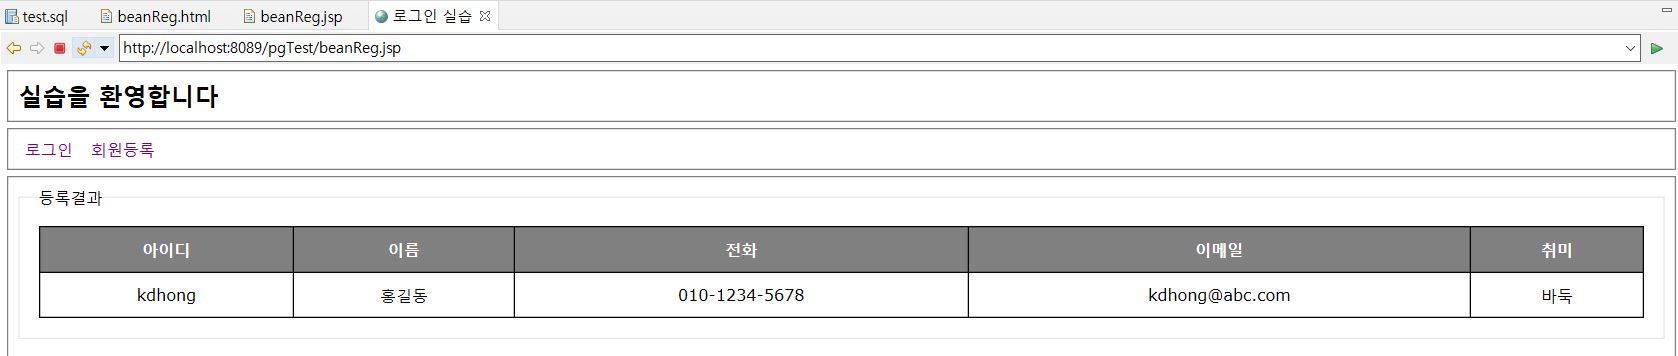 test.sql beanReg.html beanReg.jsp 로그인 실습
http://localhost:8089/pgTest/beanReg.jsp
실습을 환영합니다
로그인 회원등록
등록결과
아이디 이름 전화 이메일 취미
kdhong 홍길동 010-1234-5678 kdhong@abc.com 바둑